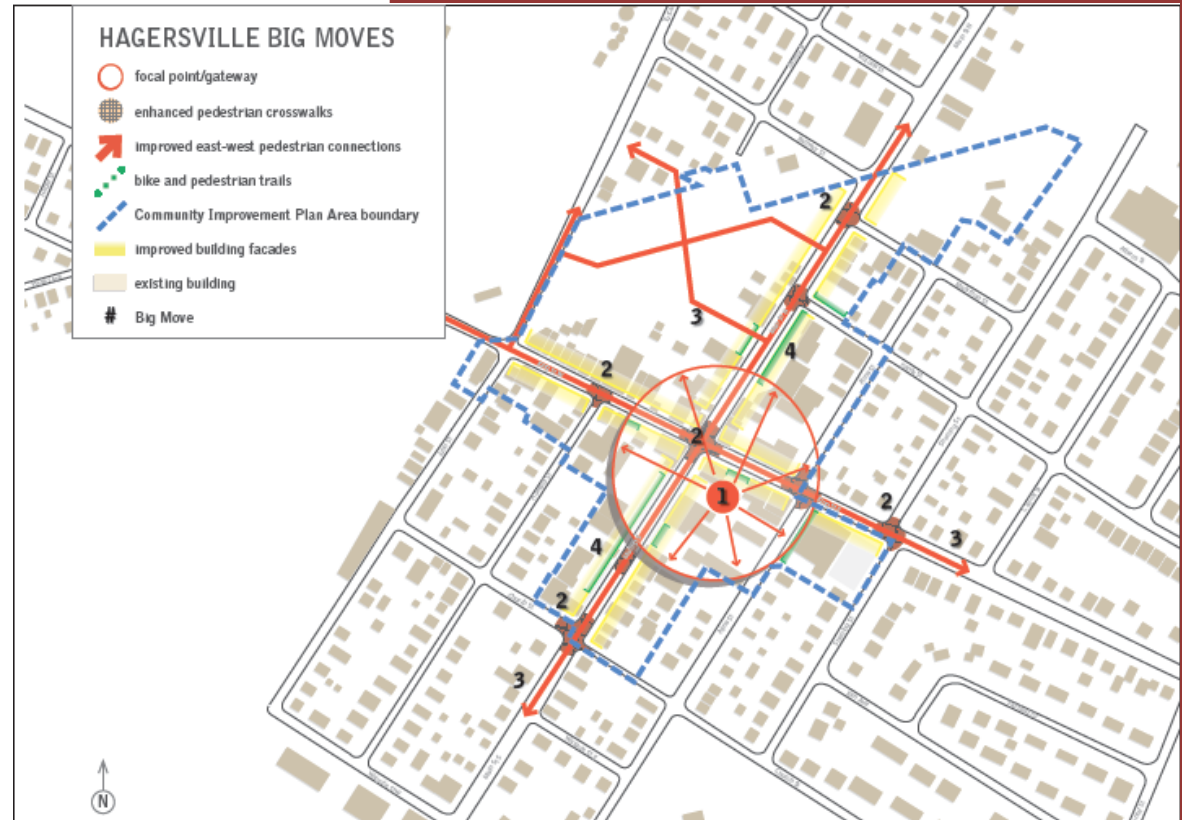 HAGERSVILLE BIG MOVES
focal point/gateway
enhanced pedestrian crosswalks
improved east-west pedestrian connections
bike and pedestrian trails
Community Improvement Plan Area boundary
improved building facades
existing building
# Big Move
2
3
4
2
2
1
2
3
4
2
3
N